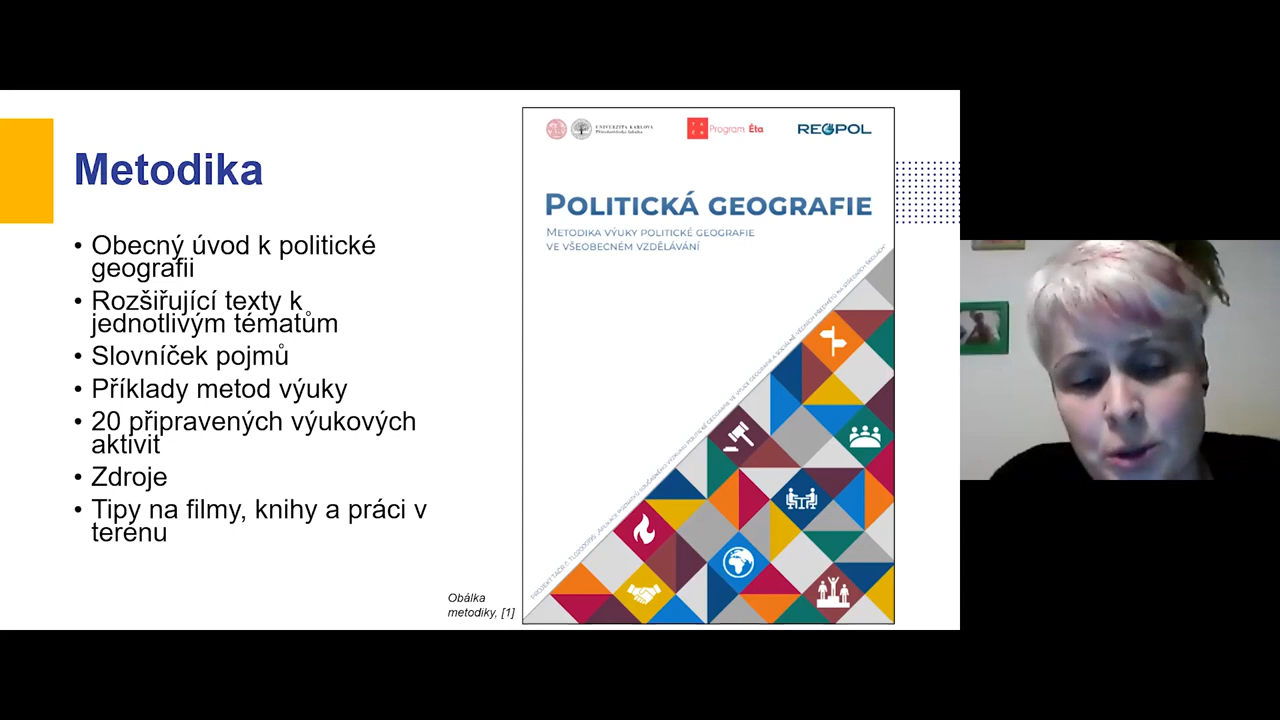 Metodika
• Obecný úvod k politické
geografii
• Rozšiřující texty k
jednotlivým tématům
• Slovníček pojmů
• Příklady metod výuky
• 20 připravených výukových
aktivit
• Zdroje
• Tipy na filmy, knihy a práci v
terénu
Obálka
metodiky, [1]
UNIVERZITA KARLOVA
Přírodovědecká fakulta
T A
Č R
Program Éta
REGPOL
POLITICKÁ GEOGRAFIE
METODIKA VÝUKY POLITICKÉ GEOGRAFIE
VE VŠEOBECNÉM VZDĚLÁVÁNÍ